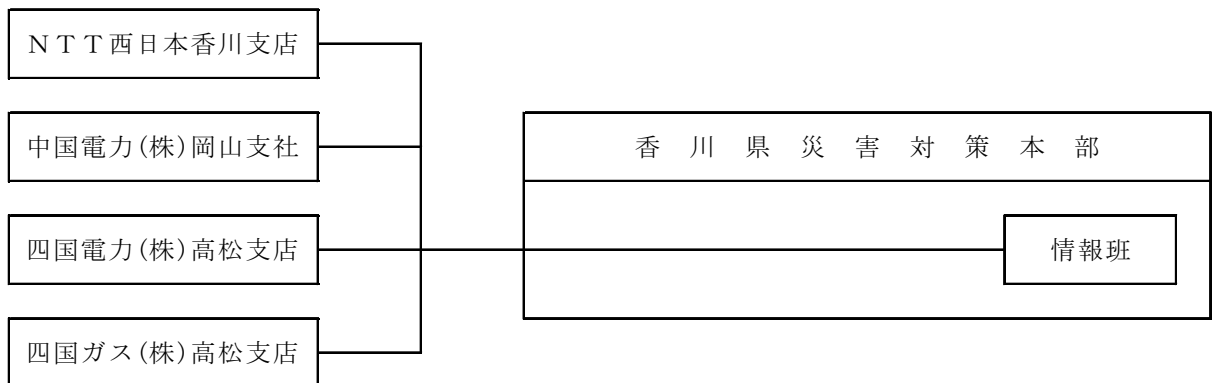 ＮＴＴ西日本香川支店
中国電力(株)岡山支社
香川県災害対策本部
四国電力(株)高松支店
情報班
四国ガス(株)高松支店